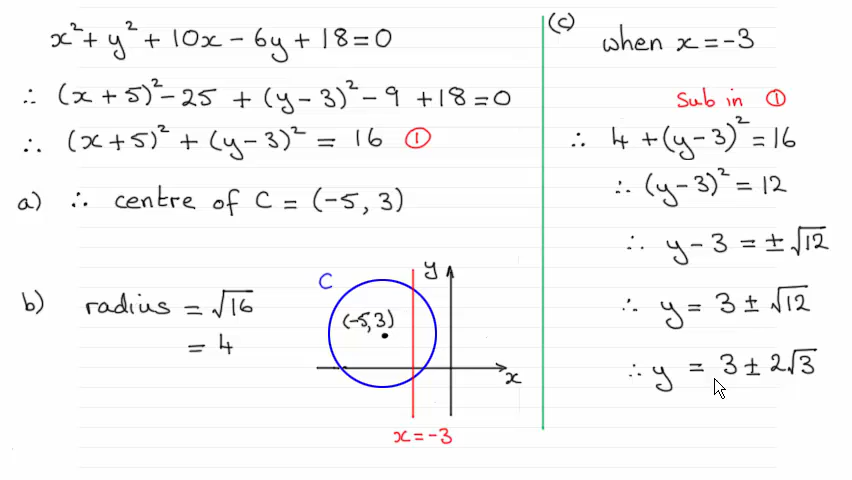 x² + y² + 10x − 6y + 18 = 0
∴ (x + 5)² − 25 + (y − 3)² − 9 + 18 = 0
∴ (x + 5)² + (y − 3)² = 16 ①
a) ∴ centre of C = (−5, 3)
b) radius = √16
= 4
C
y
(−5, 3)
x
x = −3
(c)
when x = −3
Sub in ①
∴ 4 + (y − 3)² = 16
∴ (y − 3)² = 12
∴ y − 3 = ±√12
∴ y = 3 ± √12
∴ y = 3 ± 2√3